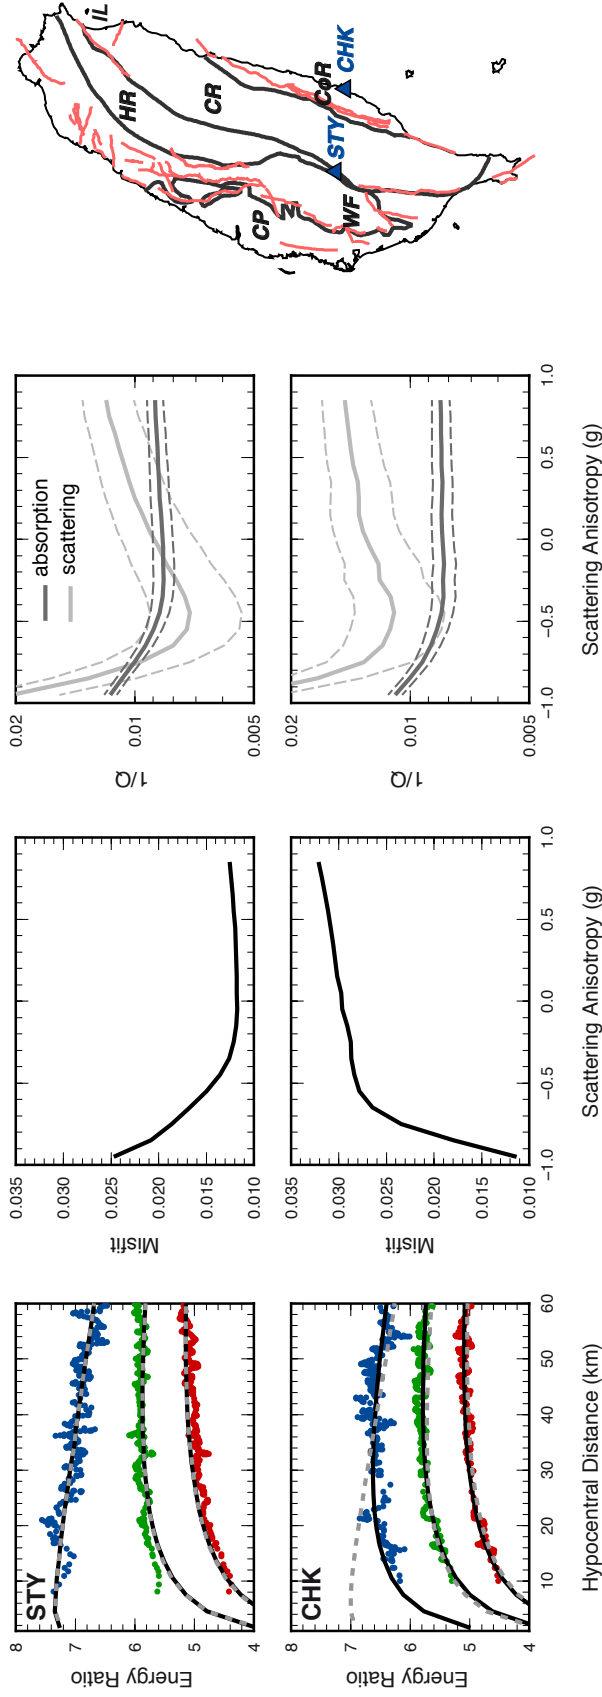 STY
Energy Ratio
8
7
6
5
4
CHK
Energy Ratio
8
7
6
5
4
10
20
30
40
50
60
Hypocentral Distance (km)
Misfit
0.035
0.030
0.025
0.020
0.015
0.010
Misfit
0.035
0.030
0.025
0.020
0.015
0.010
−1.0
−0.5
0.0
0.5
1.0
Scattering Anisotropy (g)
absorption
scattering
1/Q
0.02
0.01
0.005
1/Q
0.02
0.01
0.005
−1.0
−0.5
0.0
0.5
1.0
Scattering Anisotropy (g)
IL
HR
CR
CP
WF
CoR
STY
CHK